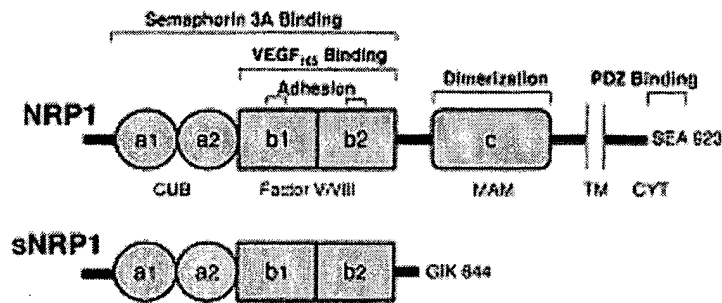 Semaphorin 3A Binding
VEGF165 Binding
Adhesion
Dimerization
PDZ Binding
NRP1
a1 a2 b1 b2 c
SEA 923
CUB Factor V/VIII MAM TM CYT
sNRP1
a1 a2 b1 b2
GIK 644